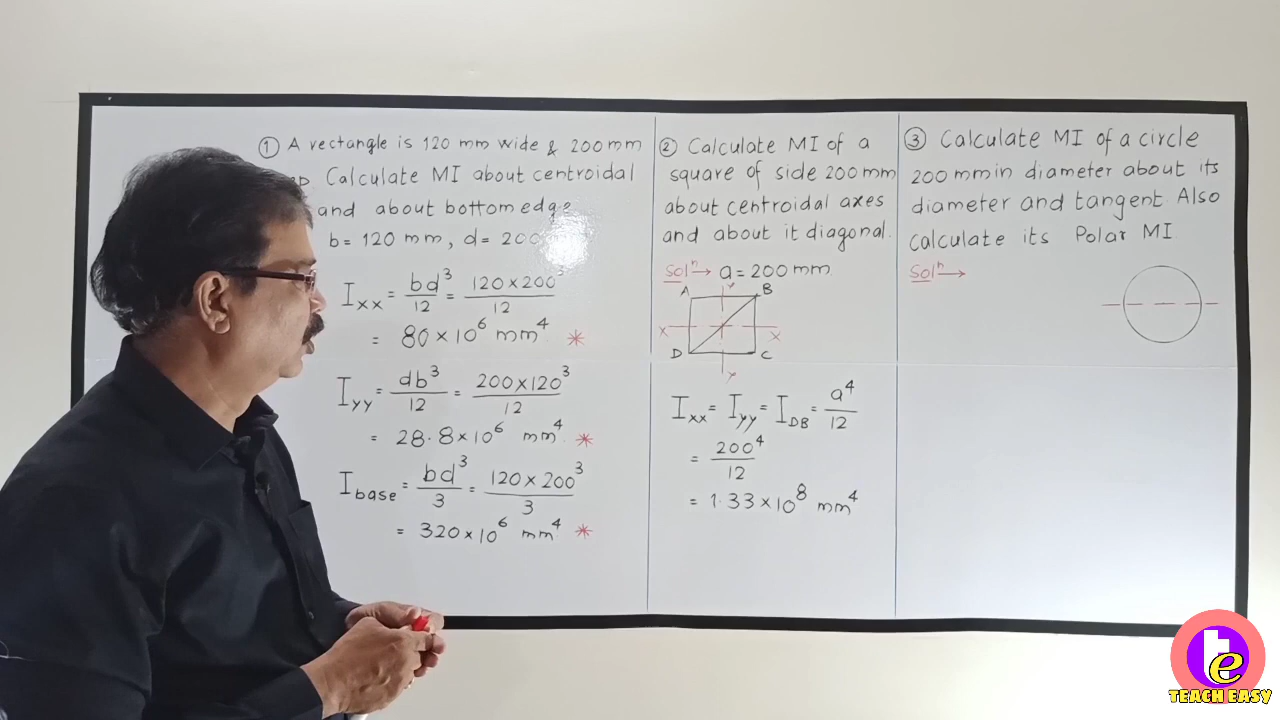 ① A rectangle is 120 mm wide & 200 mm
Calculate MI about centroidal
and about bottom edge
b = 120 mm, d = 200
Ixx = bd³/12 = 120 × 200³/12
= 80 × 10⁶ mm⁴ *
Iyy = db³/12 = 200 × 120³/12
= 28.8 × 10⁶ mm⁴ *
Ibase = bd³/3 = 120 × 200³/3
= 320 × 10⁶ mm⁴ *
② Calculate MI of a
square of side 200 mm
about centroidal axes
and about it diagonal.
Solⁿ → a = 200 mm
A Y B
X X
D C
Y
Ixx = Iyy = IDB = a⁴/12
= 200⁴/12
= 1.33 × 10⁸ mm⁴
③ Calculate MI of a circle
200 mm in diameter about its
diameter and tangent. Also
Calculate its Polar MI.
Solⁿ →
te
TEACH EASY